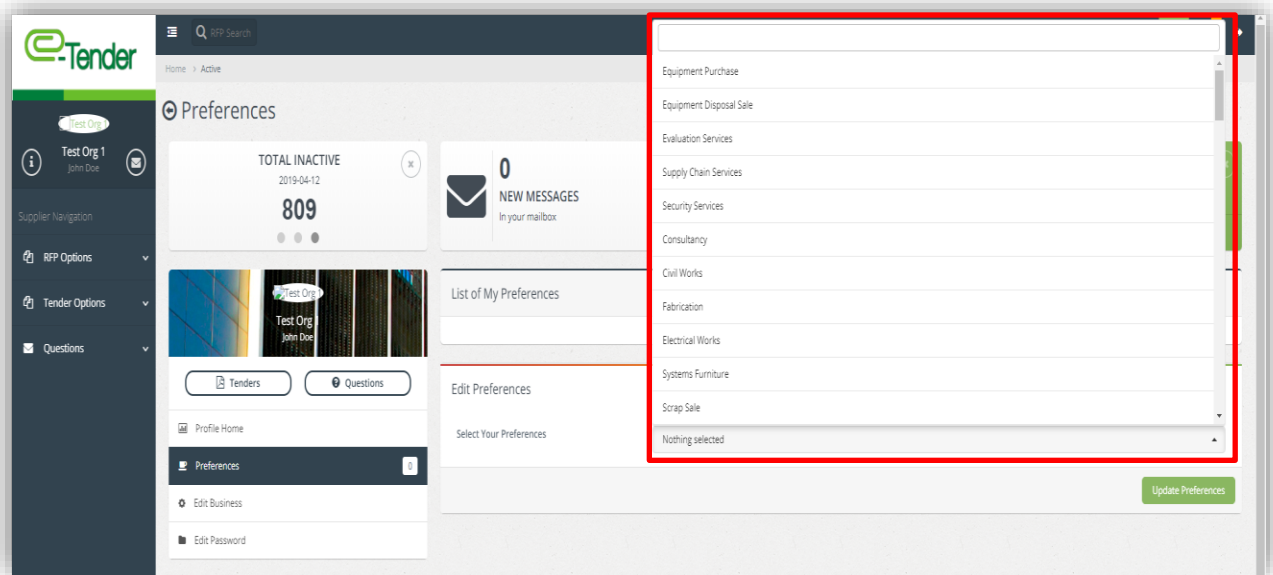 e-Tender
RFP Search
Home > Active
Test Org 1
Test Org 1
John Doe
Supplier Navigation
RFP Options
Tender Options
Questions
Preferences
TOTAL INACTIVE
2019-04-12
809
0
NEW MESSAGES
In your mailbox
Test Org 1
Test Org 1
John Doe
Tenders
Questions
Profile Home
Preferences 0
Edit Business
Edit Password
List of My Preferences
Edit Preferences
Select Your Preferences
Equipment Purchase
Equipment Disposal Sale
Evaluation Services
Supply Chain Services
Security Services
Consultancy
Civil Works
Fabrication
Electrical Works
Systems Furniture
Scrap Sale
Nothing selected
Update Preferences